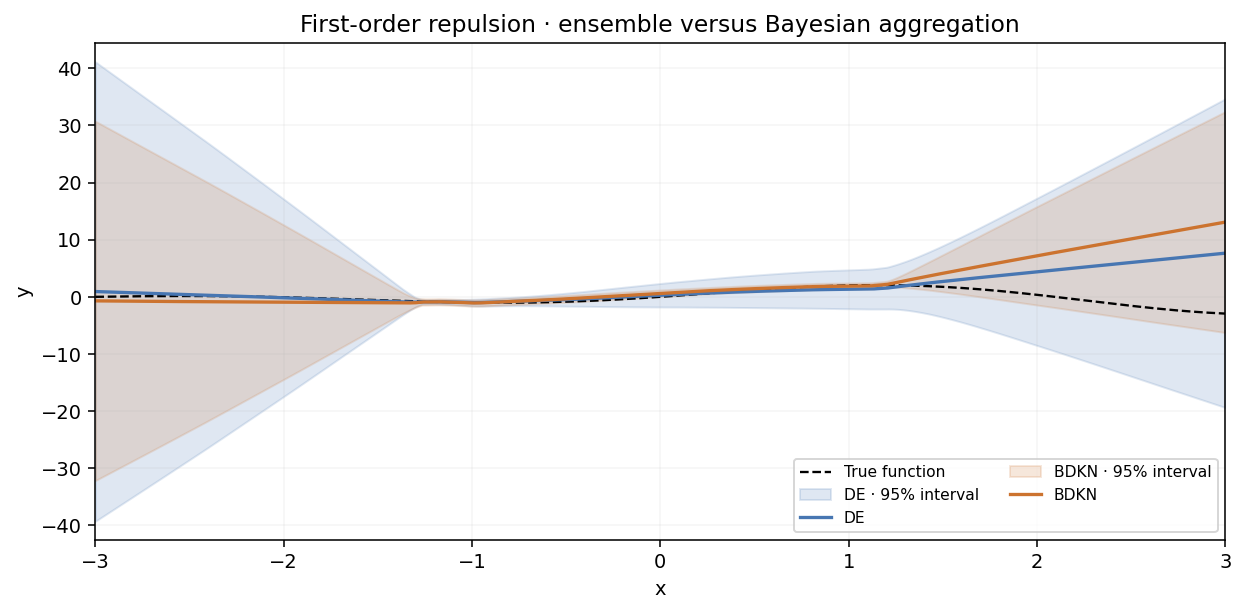 First-order repulsion · ensemble versus Bayesian aggregation
40
30
20
10
0
−10
−20
−30
−40
y
−3
−2
−1
0
1
2
3
x
True function
DE · 95% interval
DE
BDKN · 95% interval
BDKN